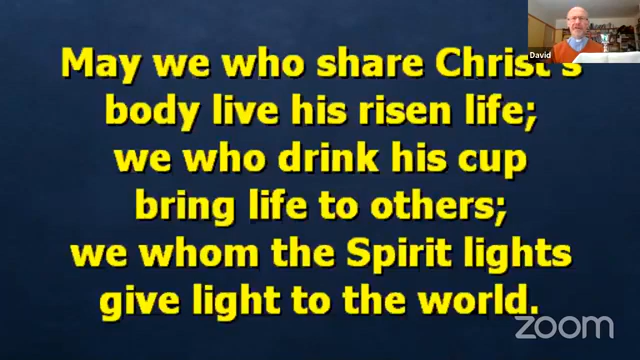 May we who share Christ's
body live his risen life;
we who drink his cup
bring life to others;
we whom the Spirit lights
give light to the world.
David
zoom